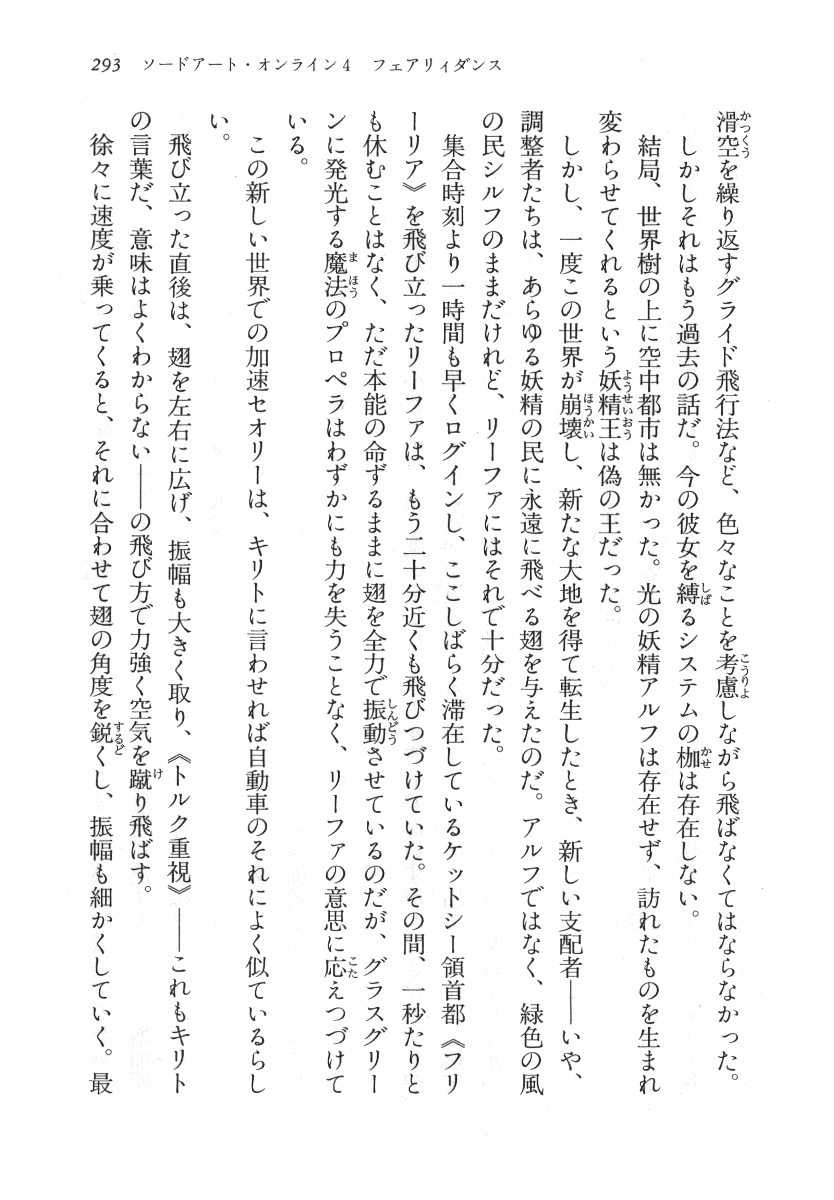 293　ソードアート・オンライン4　フェアリィダンス
滑空を繰り返すグライド飛行法など、色々なことを考慮しながら飛ばなくてはならなかった。
しかしそれはもう過去の話だ。今の彼女を縛るシステムの枷は存在しない。
結局、世界樹の上に空中都市は無かった。光の妖精アルフは存在せず、訪れたものを生まれ
変わらせてくれるという妖精王は偽の王だった。
しかし、一度この世界が崩壊し、新たな大地を得て転生したとき、新しい支配者――いや、
調整者たちは、あらゆる妖精の民に永遠に飛べる翅を与えたのだ。アルフではなく、緑色の風
の民シルフのままだけれど、リーファにはそれで十分だった。
集合時刻より一時間も早くログインし、ここしばらく滞在しているケットシー領首都《フリ
ーリア》を飛び立ったリーファは、もう二十分近くも飛びつづけていた。その間、一秒たりと
も休むことはなく、ただ本能の命ずるままに翅を全力で振動させているのだが、グラスグリー
ンに発光する魔法のプロペラはわずかにも力を失うことなく、リーファの意思に応えつづけて
いる。
この新しい世界での加速セオリーは、キリトに言わせれば自動車のそれによく似ているらし
い。
飛び立った直後は、翅を左右に広げ、振幅も大きく取り、《トルク重視》――これもキリト
の言葉だ、意味はよくわからない――の飛び方で力強く空気を蹴り飛ばす。
徐々に速度が乗ってくると、それに合わせて翅の角度を鋭くし、振幅も細かくしていく。最